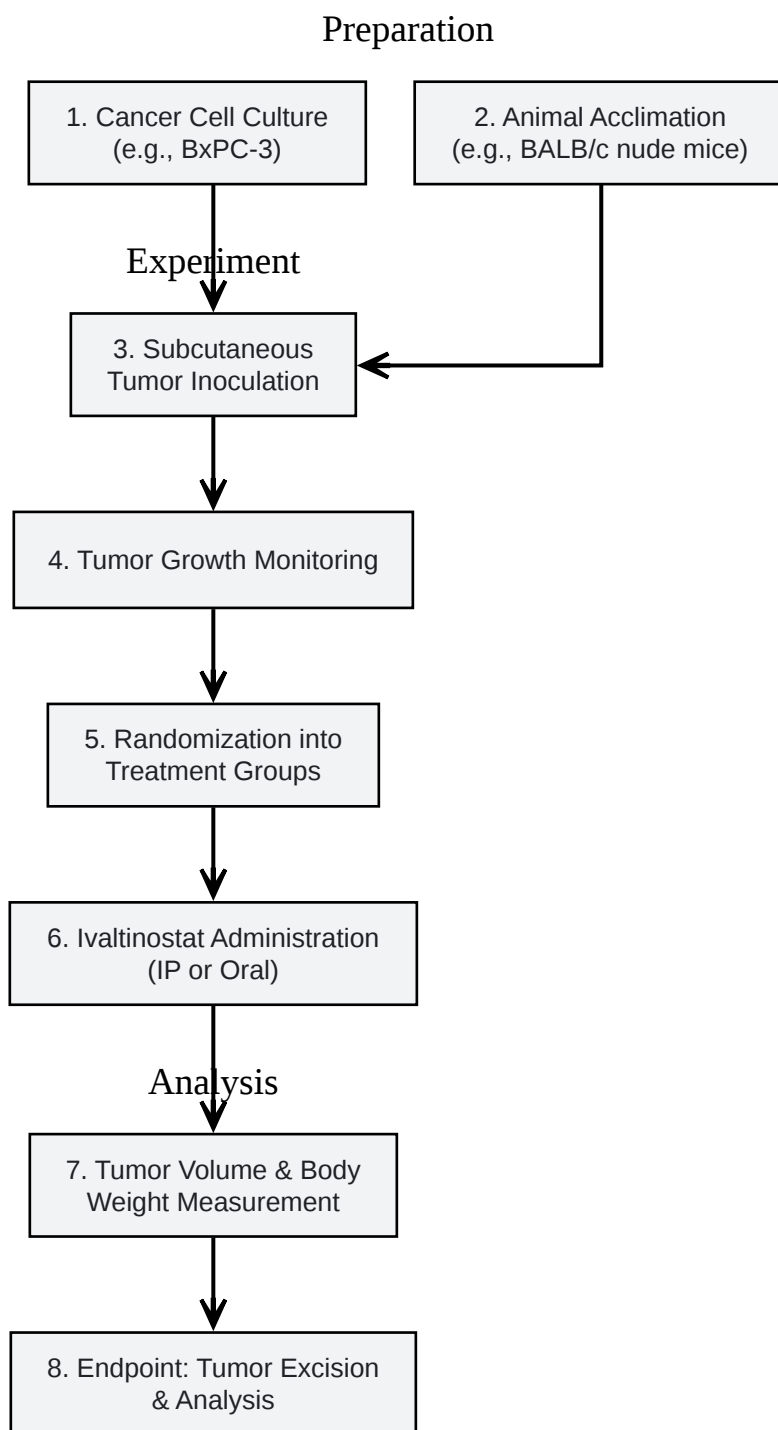 Preparation
1. Cancer Cell Culture
(e.g., BxPC-3)
2. Animal Acclimation
(e.g., BALB/c nude mice)
Experiment
3. Subcutaneous
Tumor Inoculation
4. Tumor Growth Monitoring
5. Randomization into
Treatment Groups
6. Ivaltinostat Administration
(IP or Oral)
Analysis
7. Tumor Volume & Body
Weight Measurement
8. Endpoint: Tumor Excision
& Analysis